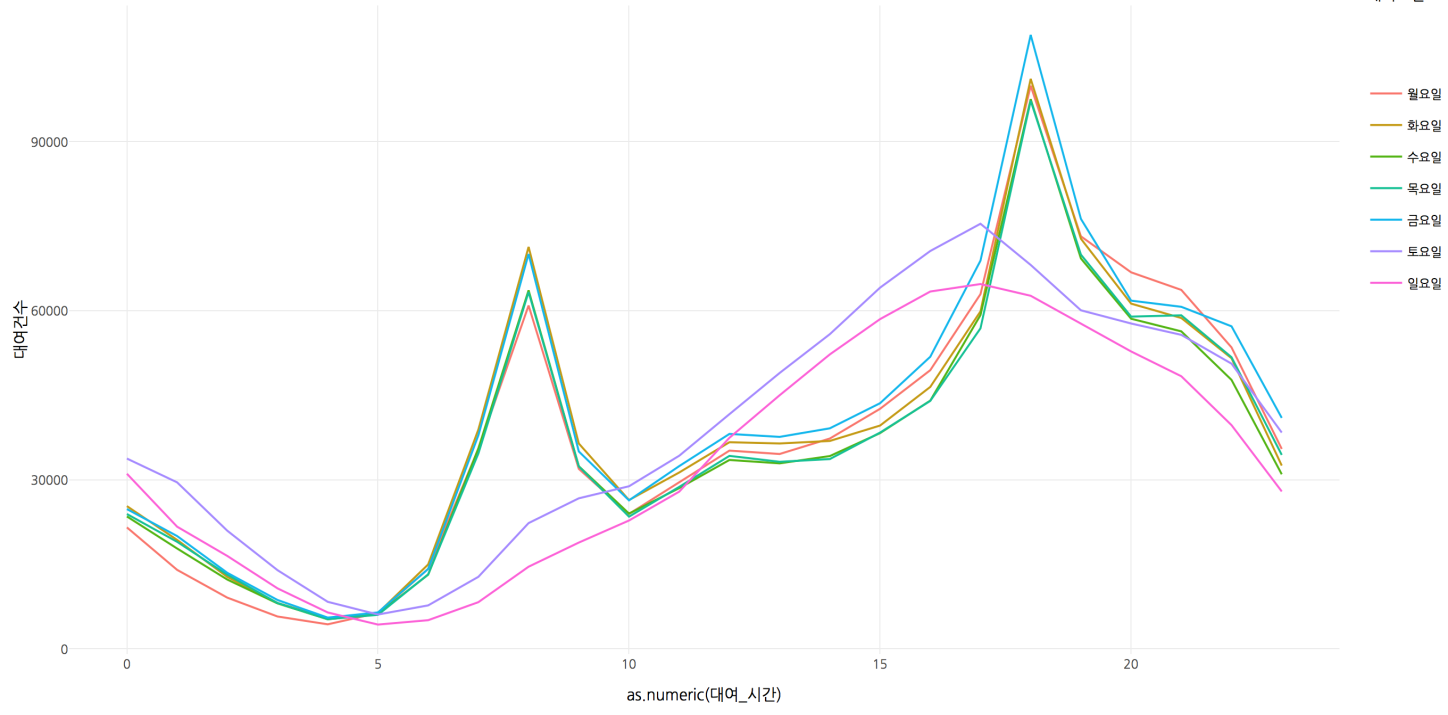 90000
60000
30000
0
대여건수
0
5
10
15
20
as.numeric(대여_시간)
월요일
화요일
수요일
목요일
금요일
토요일
일요일